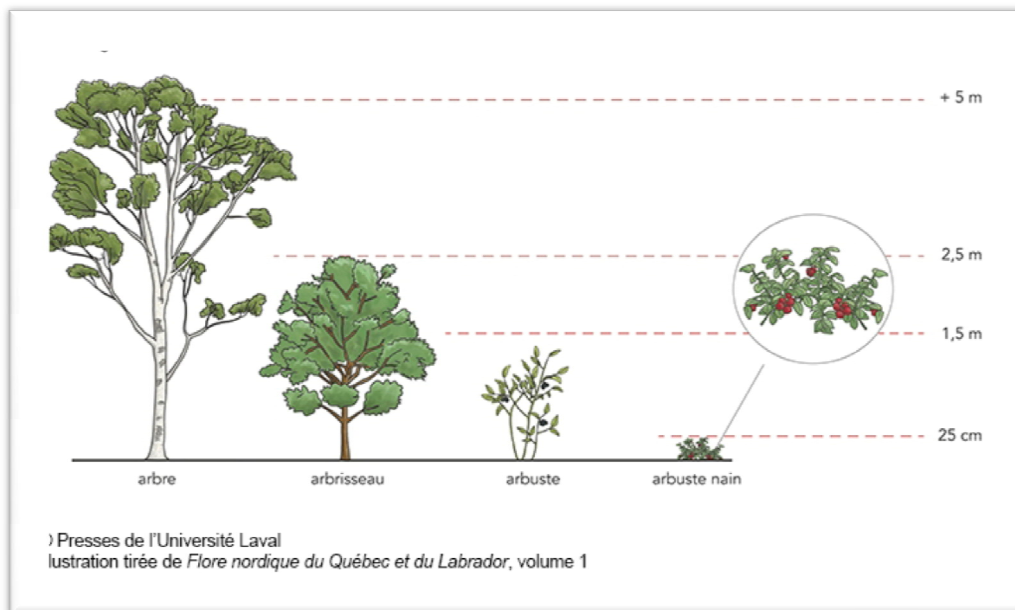 + 5 m
2,5 m
1,5 m
25 cm
arbre arbrisseau arbuste arbuste nain
) Presses de l'Université Laval
lustration tirée de Flore nordique du Québec et du Labrador, volume 1